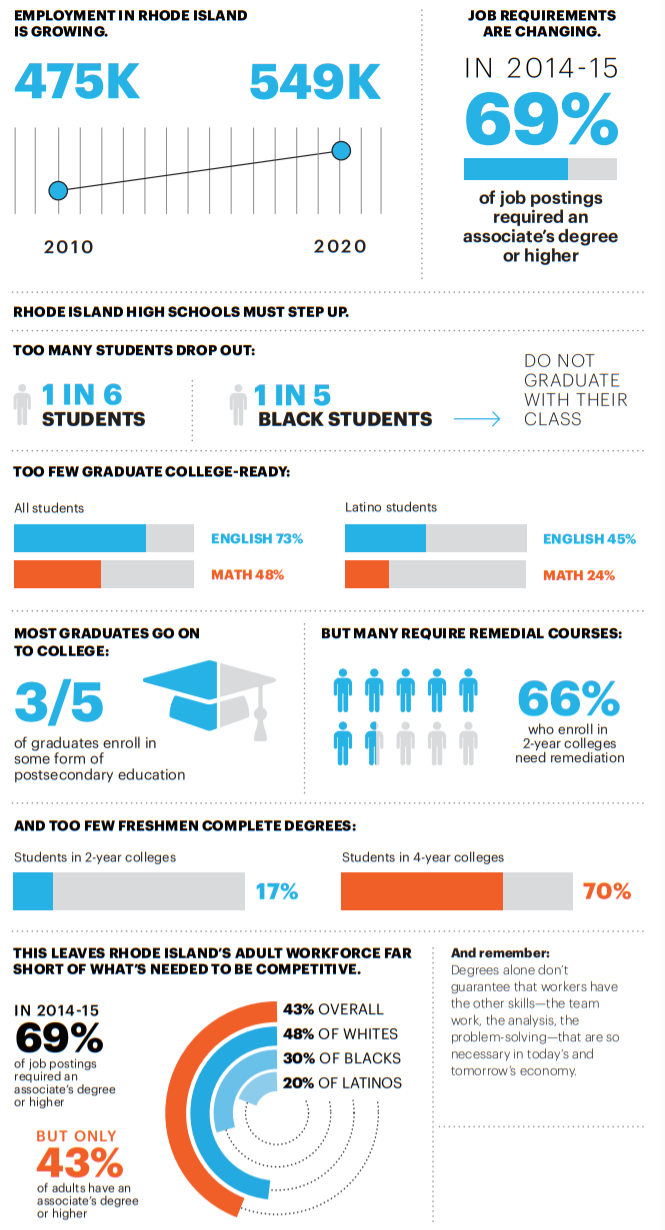 EMPLOYMENT IN RHODE ISLAND
IS GROWING.
475K
549K
2010
2020
JOB REQUIREMENTS
ARE CHANGING.
IN 2014-15
69%
of job postings
required an
associate's degree
or higher
RHODE ISLAND HIGH SCHOOLS MUST STEP UP.
TOO MANY STUDENTS DROP OUT:
1 IN 6
STUDENTS
1 IN 5
BLACK STUDENTS
DO NOT
GRADUATE
WITH THEIR
CLASS
TOO FEW GRADUATE COLLEGE-READY:
All students
ENGLISH 73%
MATH 48%
Latino students
ENGLISH 45%
MATH 24%
MOST GRADUATES GO ON
TO COLLEGE:
3/5
of graduates enroll in
some form of
postsecondary education
BUT MANY REQUIRE REMEDIAL COURSES:
66%
who enroll in
2-year colleges
need remediation
AND TOO FEW FRESHMEN COMPLETE DEGREES:
Students in 2-year colleges
17%
Students in 4-year colleges
70%
THIS LEAVES RHODE ISLAND'S ADULT WORKFORCE FAR
SHORT OF WHAT'S NEEDED TO BE COMPETITIVE.
IN 2014-15
69%
of job postings
required an
associate's degree
or higher
BUT ONLY
43%
of adults have an
associate's degree
or higher
43% OVERALL
48% OF WHITES
30% OF BLACKS
20% OF LATINOS
And remember:
Degrees alone don't
guarantee that workers have
the other skills—the team
work, the analysis, the
problem-solving—that are so
necessary in today's and
tomorrow's economy.